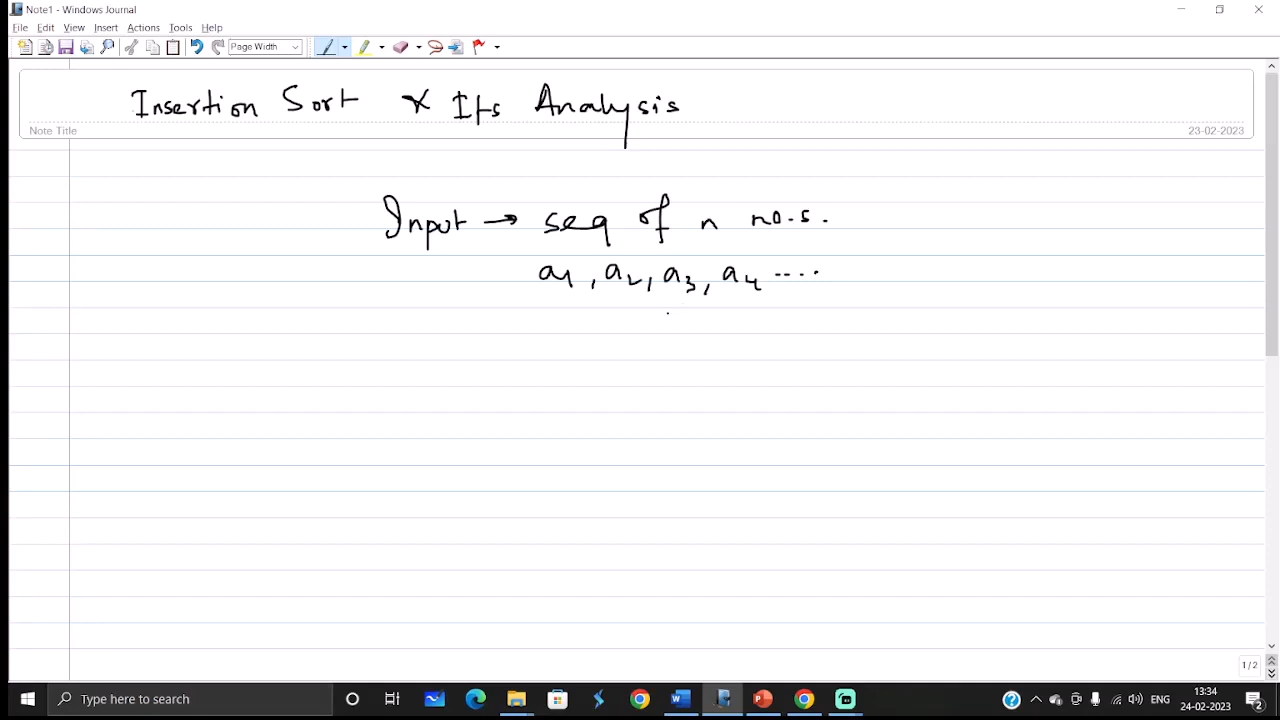 Note1 - Windows Journal
File Edit View Insert Actions Tools Help
Page Width
Insertion Sort & Its Analysis
Note Title
23-02-2023
Input → seq of n no.s.
a1, a2, a3, a4 ....
1/2
Type here to search
ENG
13:34
24-02-2023
2